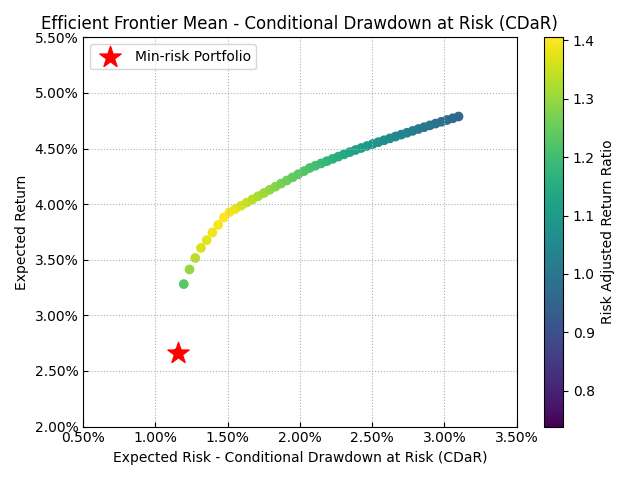 Efficient Frontier Mean - Conditional Drawdown at Risk (CDaR)
Min-risk Portfolio
5.50%
5.00%
4.50%
4.00%
3.50%
3.00%
2.50%
2.00%
Expected Return
0.50% 1.00% 1.50% 2.00% 2.50% 3.00% 3.50%
Expected Risk - Conditional Drawdown at Risk (CDaR)
1.4
1.3
1.2
1.1
1.0
0.9
0.8
Risk Adjusted Return Ratio